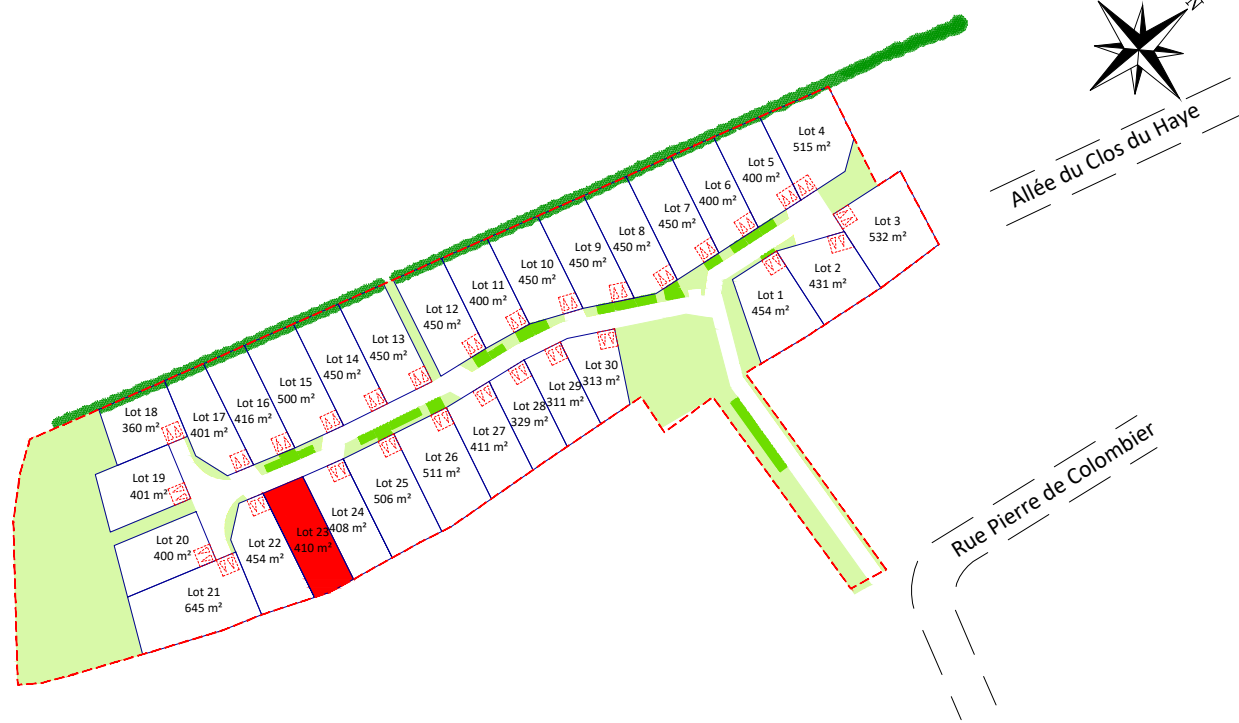 N
Allée du Clos du Haye
Lot 4
515 m²
Lot 5
400 m²
Lot 6
400 m²
Lot 7
450 m²
Lot 3
532 m²
Lot 8
450 m²
Lot 9
450 m²
Lot 10
450 m²
Lot 2
431 m²
Lot 11
400 m²
Lot 1
454 m²
Lot 12
450 m²
Lot 13
450 m²
Lot 14
450 m²
Lot 30
313 m²
Lot 15
500 m²
Lot 29
311 m²
Lot 16
416 m²
Lot 28
329 m²
Lot 18
360 m²
Lot 17
401 m²
Lot 27
411 m²
Lot 26
511 m²
Lot 19
401 m²
Lot 25
506 m²
Lot 24
408 m²
Lot 23
410 m²
Lot 20
400 m²
Lot 22
454 m²
Lot 21
645 m²
Rue Pierre de Colombier